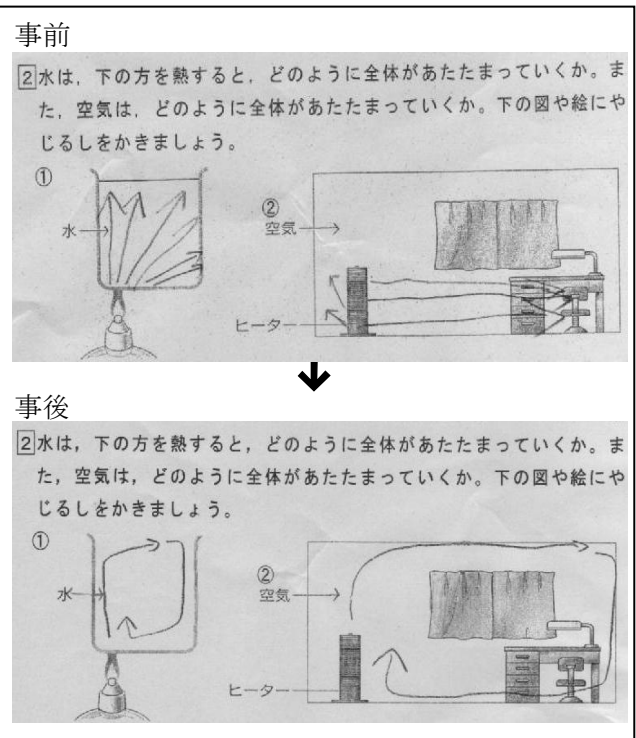 事前
2水は，下の方を熱すると，どのように全体があたたまっていくか。ま
た，空気は，どのように全体があたたまっていくか。下の図や絵にや
じるしをかきましょう。
①
水
②
空気
ヒーター
事後
2水は，下の方を熱すると，どのように全体があたたまっていくか。ま
た，空気は，どのように全体があたたまっていくか。下の図や絵にや
じるしをかきましょう。
①
水
②
空気
ヒーター